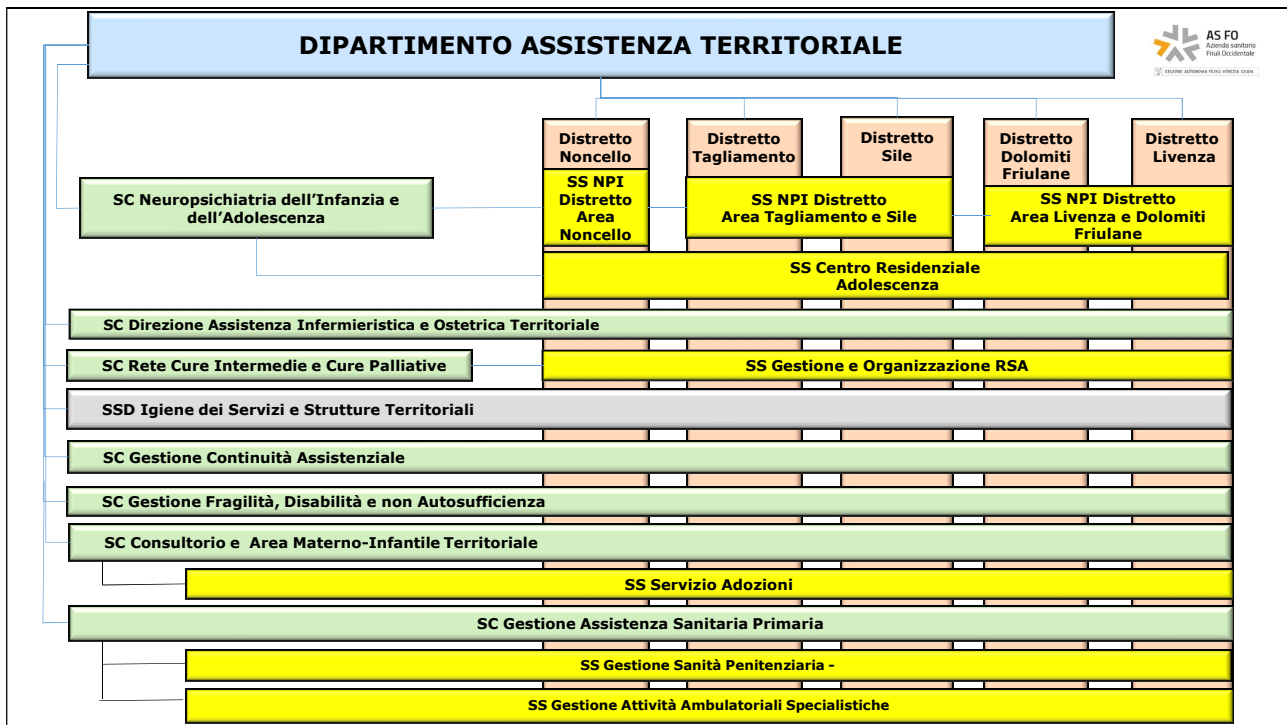 DIPARTIMENTO ASSISTENZA TERRITORIALE
AS FO
Azienda sanitaria
Friuli Occidentale
REGIONE AUTONOMA FRIULI VENEZIA GIULIA
Distretto
Noncello
Distretto
Tagliamento
Distretto
Sile
Distretto
Dolomiti
Friulane
Distretto
Livenza
SC Neuropsichiatria dell'Infanzia e
dell'Adolescenza
SS NPI
Distretto
Area
Noncello
SS NPI Distretto
Area Tagliamento e Sile
SS NPI Distretto
Area Livenza e Dolomiti
Friulane
SS Centro Residenziale
Adolescenza
SC Direzione Assistenza Infermieristica e Ostetrica Territoriale
SC Rete Cure Intermedie e Cure Palliative
SS Gestione e Organizzazione RSA
SSD Igiene dei Servizi e Strutture Territoriali
SC Gestione Continuità Assistenziale
SC Gestione Fragilità, Disabilità e non Autosufficienza
SC Consultorio e Area Materno-Infantile Territoriale
SS Servizio Adozioni
SC Gestione Assistenza Sanitaria Primaria
SS Gestione Sanità Penitenziaria -
SS Gestione Attività Ambulatoriali Specialistiche